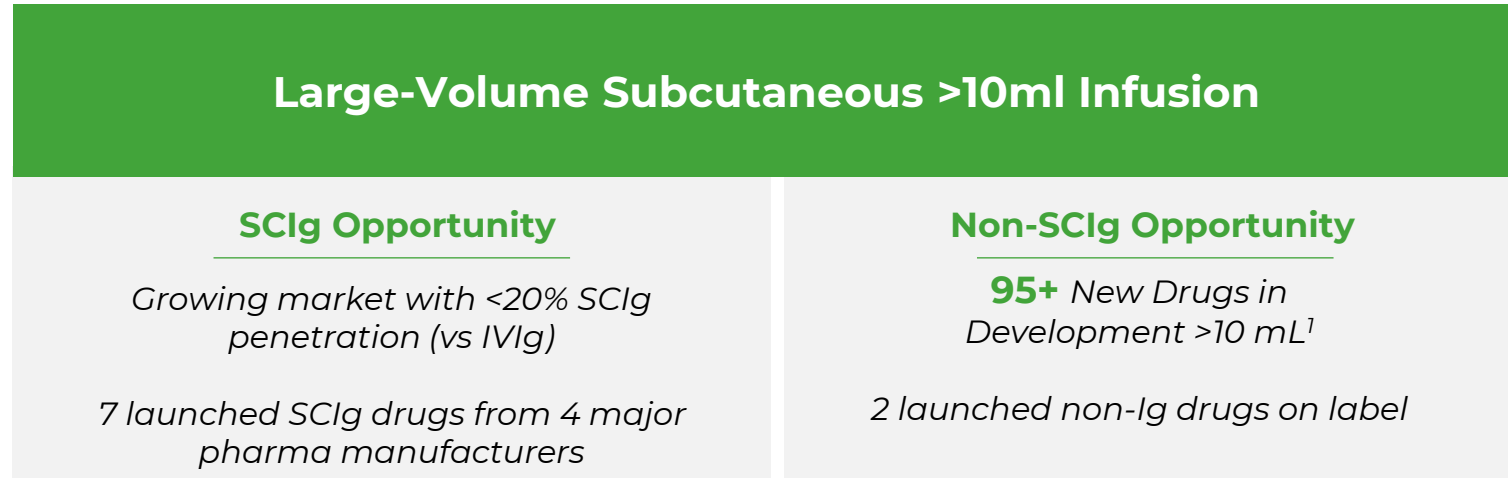 Large-Volume Subcutaneous >10ml Infusion
SCIg Opportunity
Growing market with <20% SCIg
penetration (vs IVIg)
7 launched SCIg drugs from 4 major
pharma manufacturers
Non-SCIg Opportunity
95+ New Drugs in
Development >10 mL¹
2 launched non-Ig drugs on label